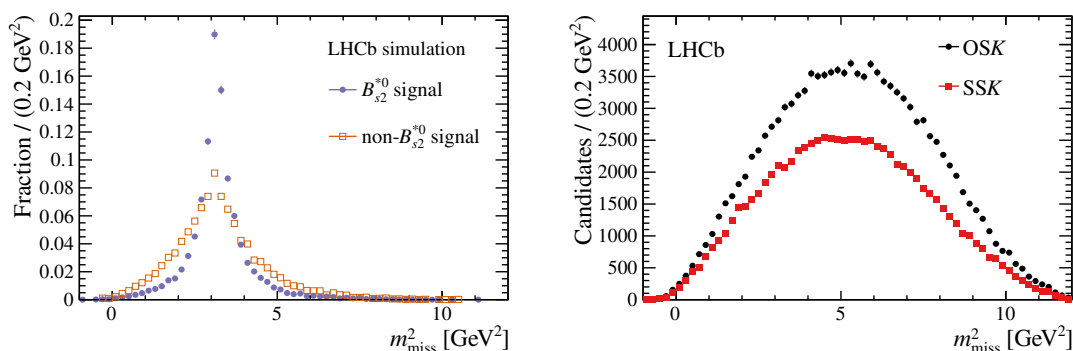 Fraction / (0.2 GeV²)
0.2
0.18
0.16
0.14
0.12
0.1
0.08
0.06
0.04
0.02
0
LHCb simulation
B*0s2 signal
non-B*0s2 signal
0 5 10
m²miss [GeV²]
Candidates / (0.2 GeV²)
4000
3500
3000
2500
2000
1500
1000
500
0
LHCb
OSK
SSK
0 5 10
m²miss [GeV²]